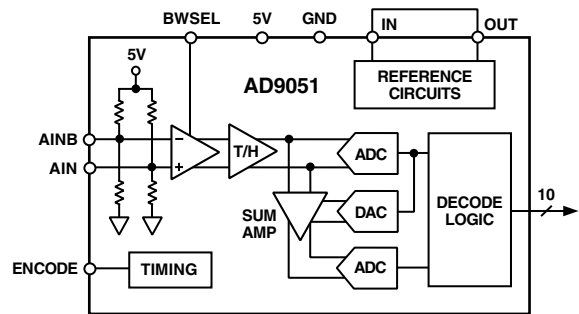 BWSEL 5V GND IN OUT
5V
AD9051
REFERENCE
CIRCUITS
AINB
AIN
−
+
T/H
ADC
SUM
AMP
DAC
ADC
DECODE
LOGIC
10
ENCODE
TIMING